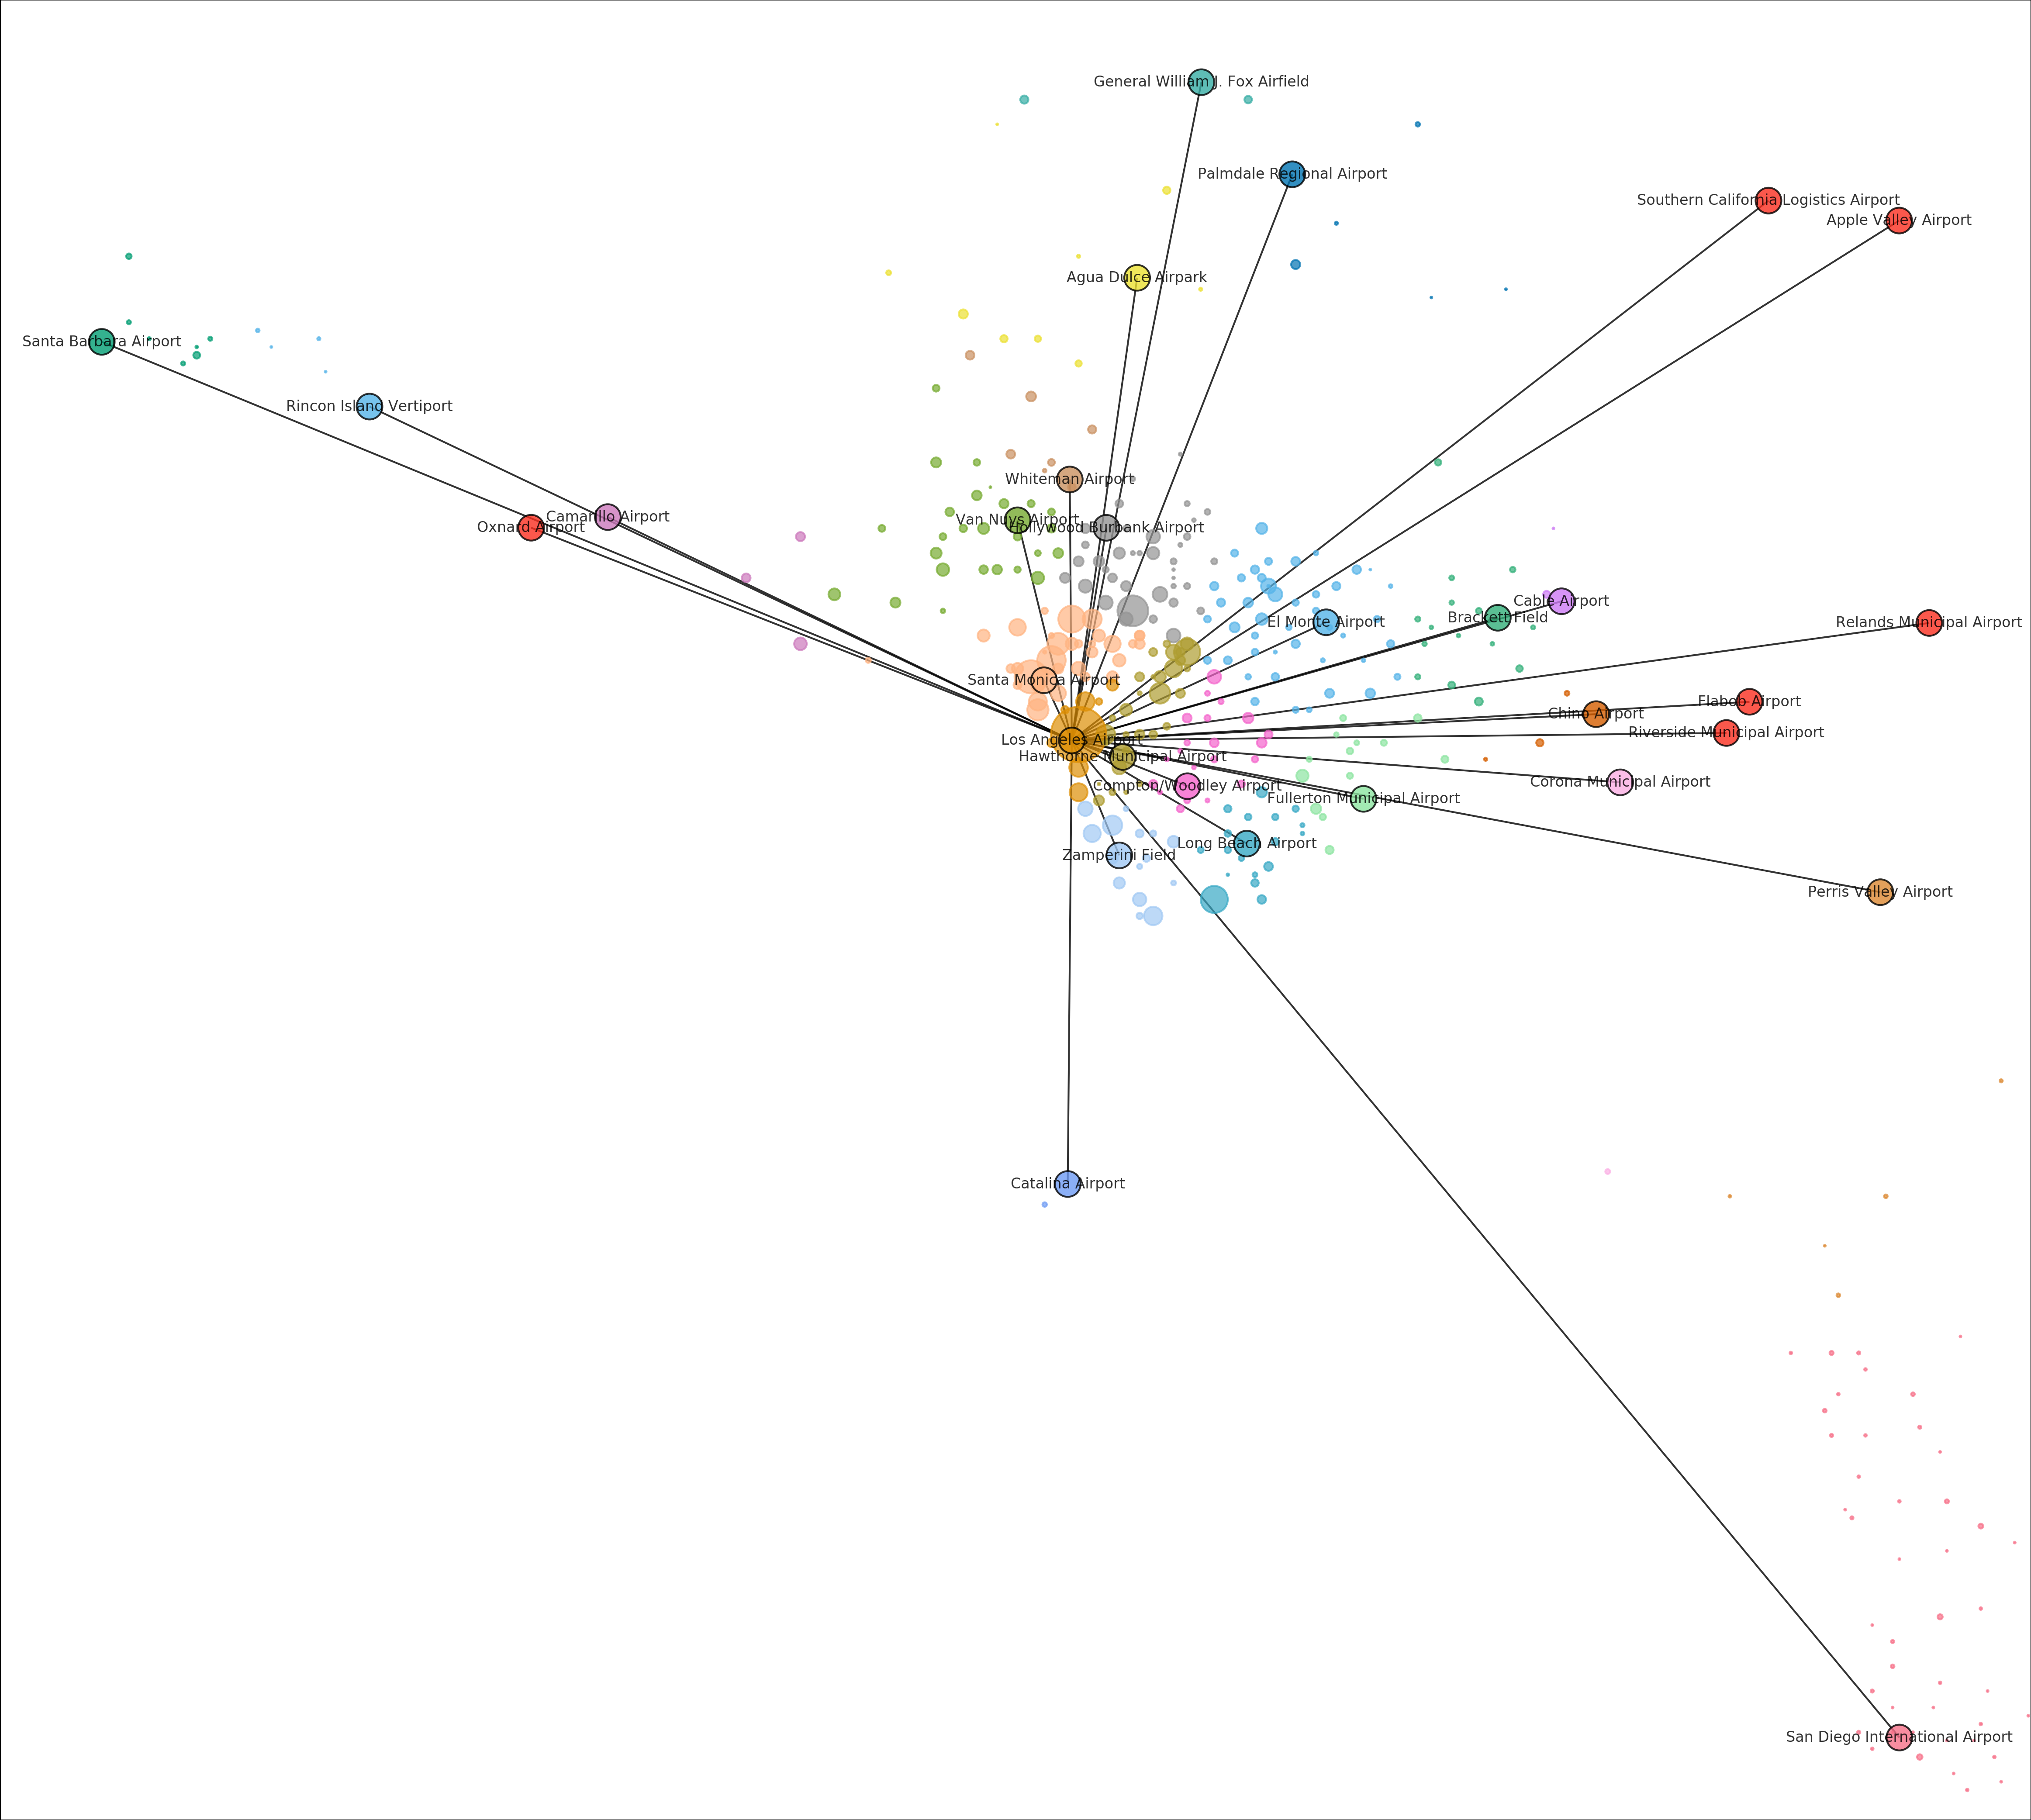 General William J. Fox Airfield
Palmdale Regional Airport
Southern California Logistics Airport
Apple Valley Airport
Agua Dulce Airpark
Santa Barbara Airport
Rincon Island Vertiport
Whiteman Airport
Camarillo Airport
Van Nuys Airport
Oxnard Airport
Hollywood Burbank Airport
Cable Airport
Brackett Field
El Monte Airport
Relands Municipal Airport
Santa Monica Airport
Flabob Airport
Chino Airport
Riverside Municipal Airport
Los Angeles Airport
Hawthorne Municipal Airport
Corona Municipal Airport
Compton/Woodley Airport
Fullerton Municipal Airport
Long Beach Airport
Zamperini Field
Perris Valley Airport
Catalina Airport
San Diego International Airport